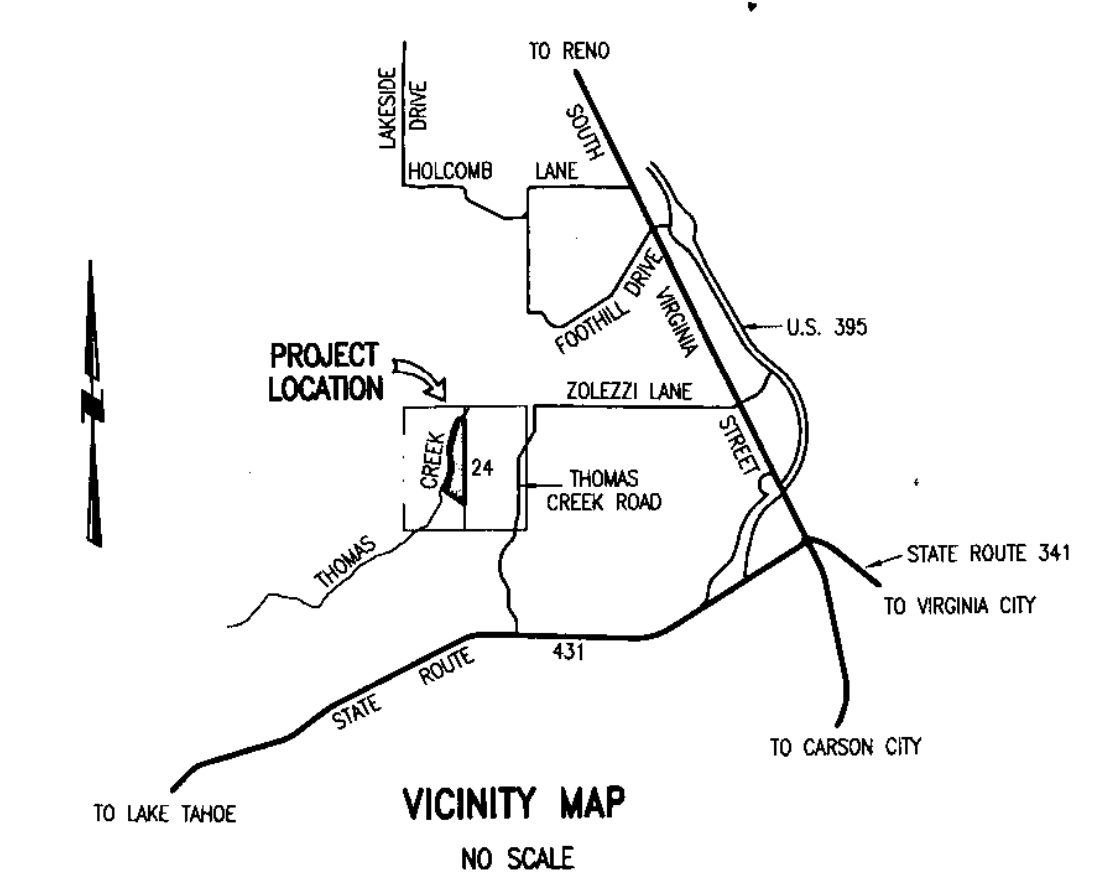 TO RENO
LAKESIDE
DRIVE
SOUTH
HOLCOMB LANE
FOOTHILL DRIVE
VIRGINIA
U.S. 395
PROJECT
LOCATION
ZOLEZZI LANE
STREET
CREEK
24
THOMAS
CREEK ROAD
THOMAS
STATE ROUTE 341
TO VIRGINIA CITY
431
STATE ROUTE
TO CARSON CITY
TO LAKE TAHOE
VICINITY MAP
NO SCALE
N